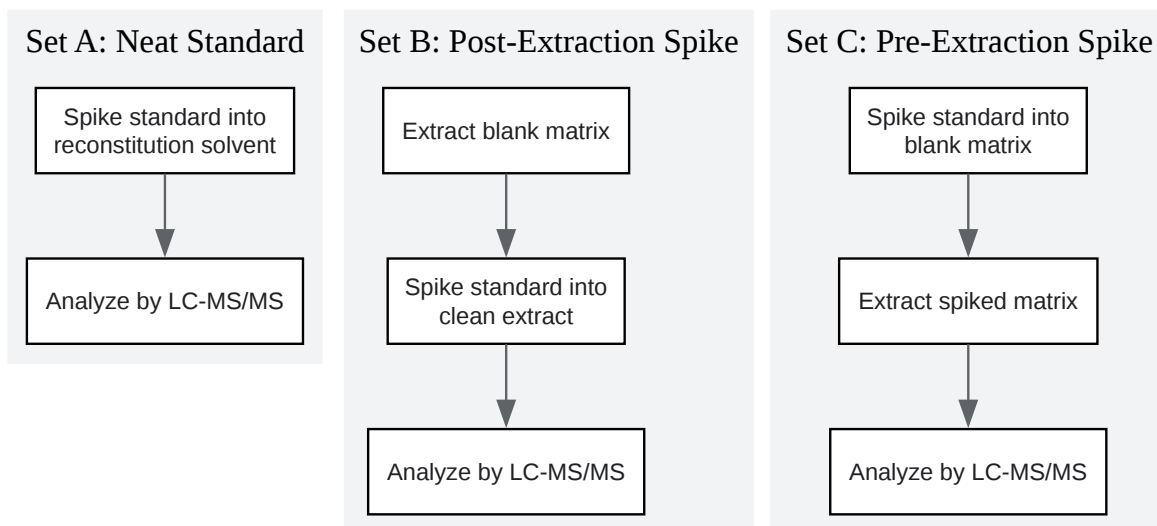 Set A: Neat Standard
Spike standard into
reconstitution solvent
Analyze by LC-MS/MS
Set B: Post-Extraction Spike
Extract blank matrix
Spike standard into
clean extract
Analyze by LC-MS/MS
Set C: Pre-Extraction Spike
Spike standard into
blank matrix
Extract spiked matrix
Analyze by LC-MS/MS